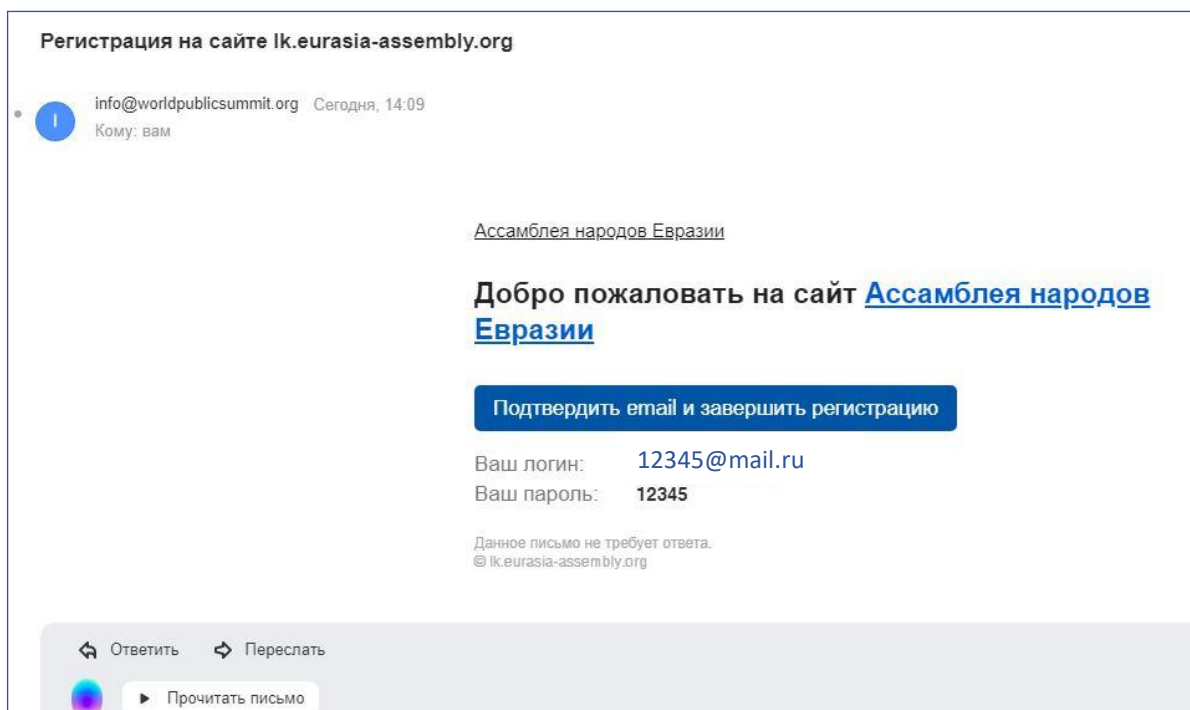 Регистрация на сайте lk.eurasia-assembly.org
I
info@worldpublicsummit.org Сегодня, 14:09
Кому: вам
Ассамблея народов Евразии
Добро пожаловать на сайт Ассамблея народов
Евразии
Подтвердить email и завершить регистрацию
Ваш логин: 12345@mail.ru
Ваш пароль: 12345
Данное письмо не требует ответа.
© lk.eurasia-assembly.org
Ответить Переслать
Прочитать письмо